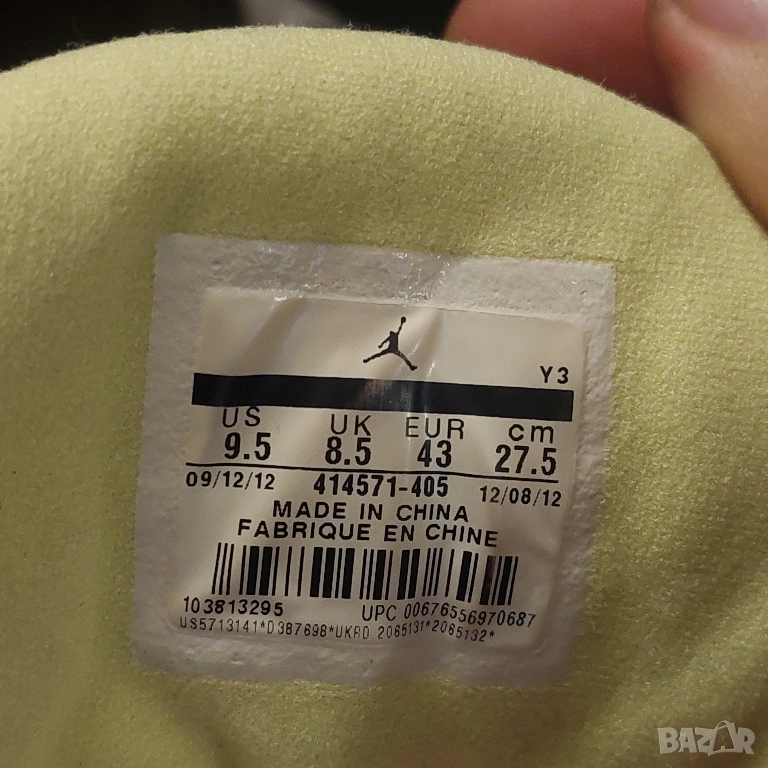 Y3
US UK EUR cm
9.5 8.5 43 27.5
09/12/12 414571-405 12/08/12
MADE IN CHINA
FABRIQUE EN CHINE
103813295 UPC 00676556970687
US5713141*D387698*UKRD 2065131*2065132*
BAZAR